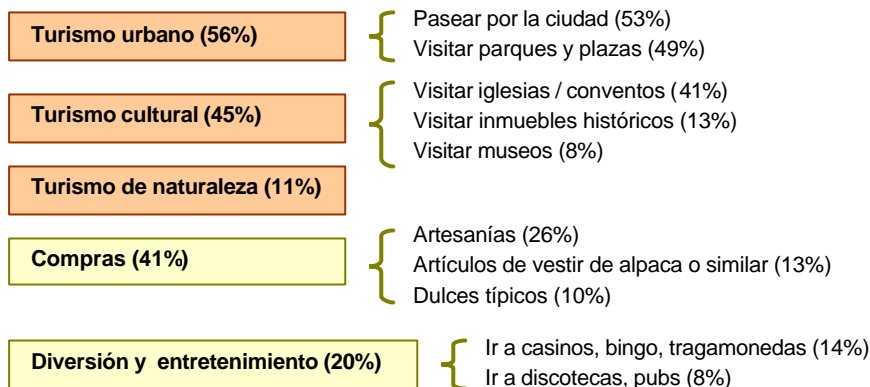 Turismo urbano (56%)
Pasear por la ciudad (53%)
Visitar parques y plazas (49%)
Turismo cultural (45%)
Visitar iglesias / conventos (41%)
Visitar inmuebles históricos (13%)
Visitar museos (8%)
Turismo de naturaleza (11%)
Compras (41%)
Artesanías (26%)
Artículos de vestir de alpaca o similar (13%)
Dulces típicos (10%)
Diversión y entretenimiento (20%)
Ir a casinos, bingo, tragamonedas (14%)
Ir a discotecas, pubs (8%)